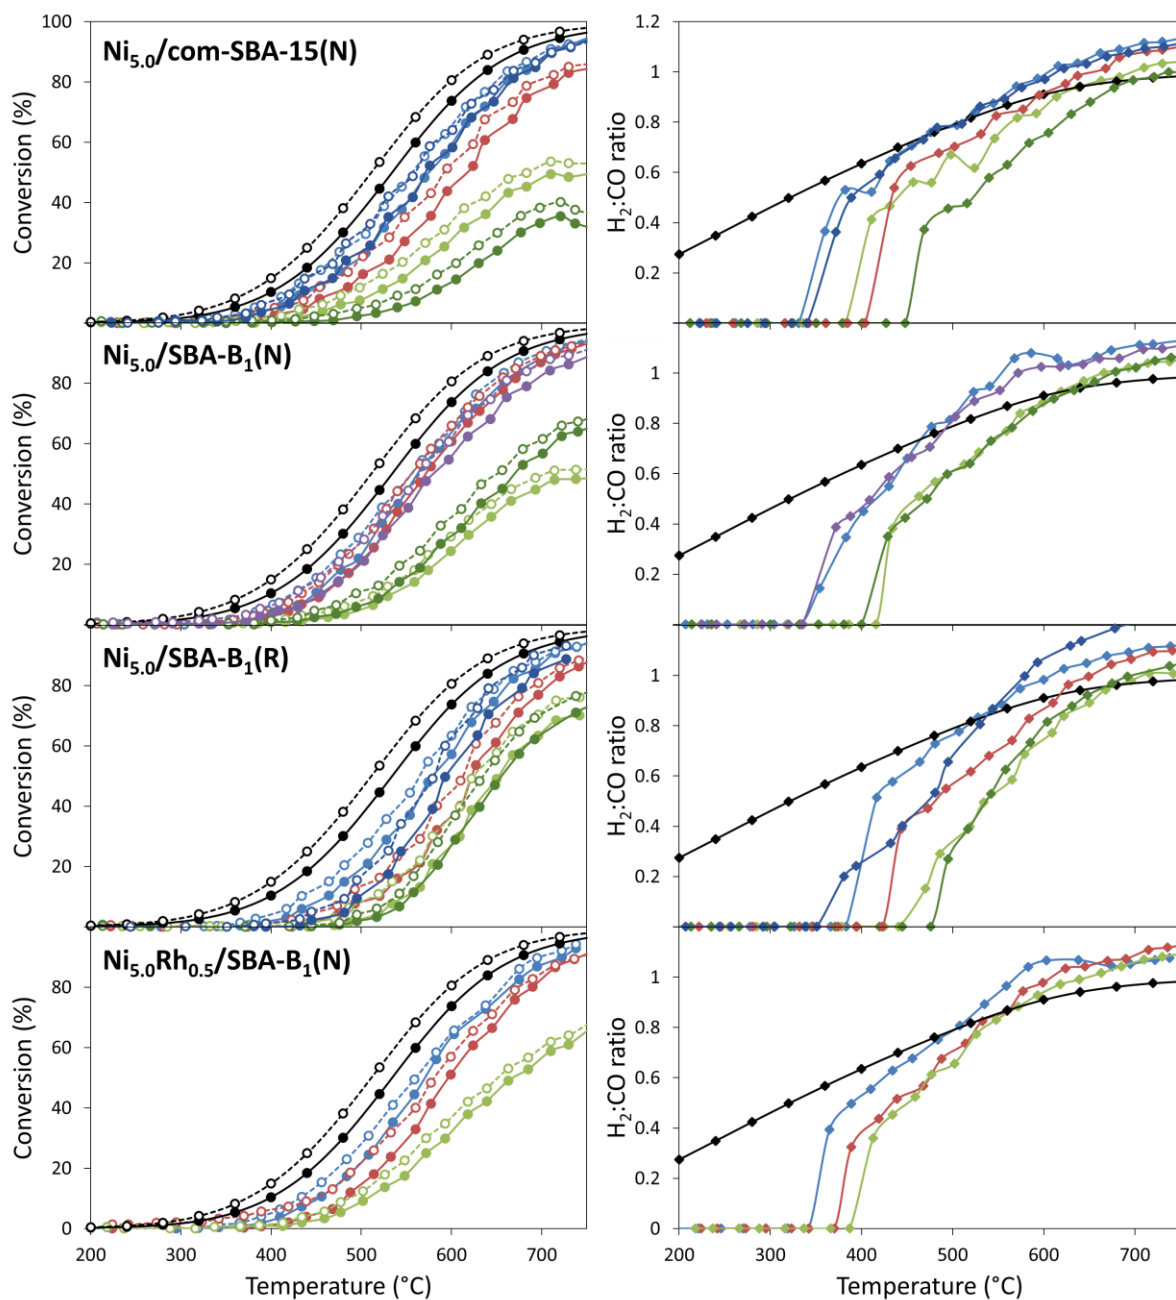 100
80
60
40
20
Conversion (%)
Ni5.0/com-SBA-15(N)
1.2
1
0.8
0.6
0.4
0.2
H2:CO ratio
80
60
40
20
Conversion (%)
Ni5.0/SBA-B1(N)
1
0.8
0.6
0.4
0.2
H2:CO ratio
80
60
40
20
Conversion (%)
Ni5.0/SBA-B1(R)
1
0.8
0.6
0.4
0.2
H2:CO ratio
80
60
40
20
0
Conversion (%)
Ni5.0Rh0.5/SBA-B1(N)
200 300 400 500 600 700
Temperature (°C)
1
0.8
0.6
0.4
0.2
0
H2:CO ratio
200 300 400 500 600 700
Temperature (°C)